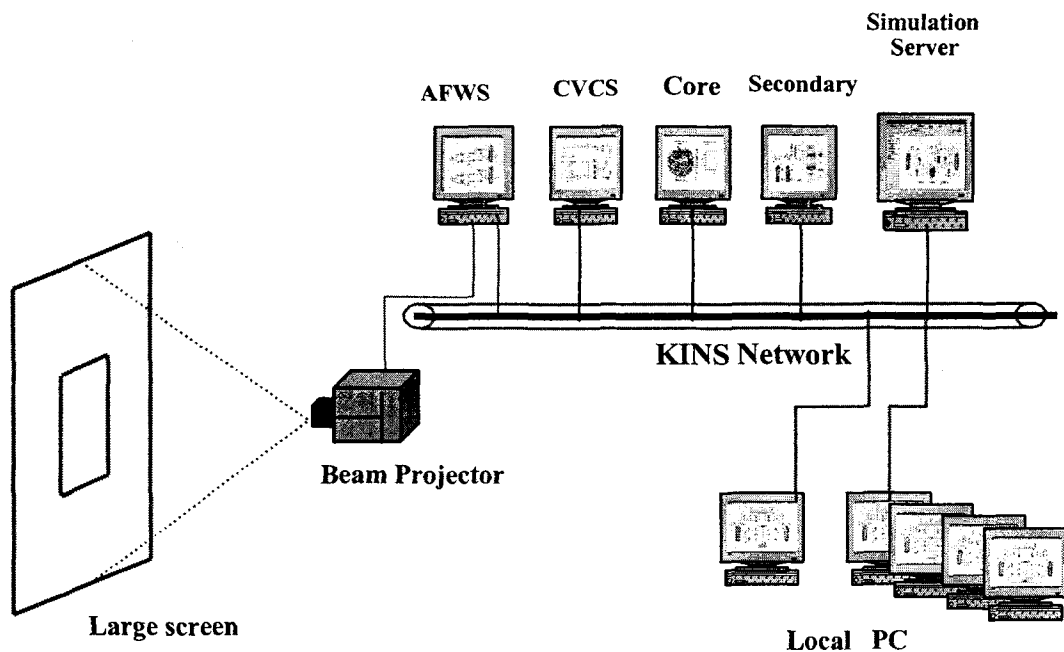 Simulation
Server
AFWS
CVCS
Core
Secondary
KINS Network
Beam Projector
Large screen
Local PC